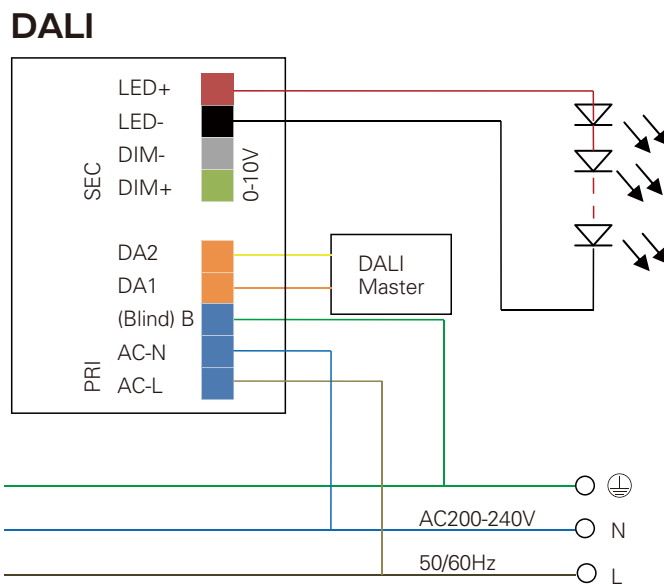 DALI
LED+
LED-
DIM-
DIM+
SEC
0-10V
DA2
DA1
(Blind) B
AC-N
AC-L
PRI
DALI
Master
AC200-240V
N
50/60Hz
L